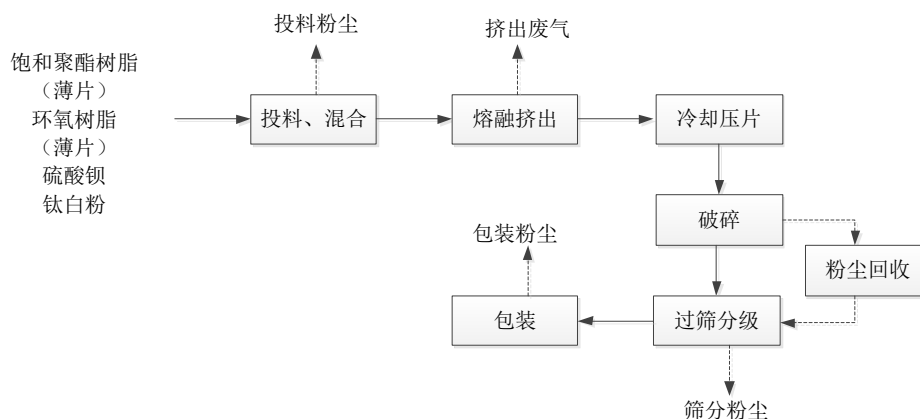 投料粉尘
挤出废气
饱和聚酯树脂
（薄片）
环氧树脂
（薄片）
硫酸钡
钛白粉
投料、混合
熔融挤出
冷却压片
破碎
包装粉尘
粉尘回收
包装
过筛分级
筛分粉尘